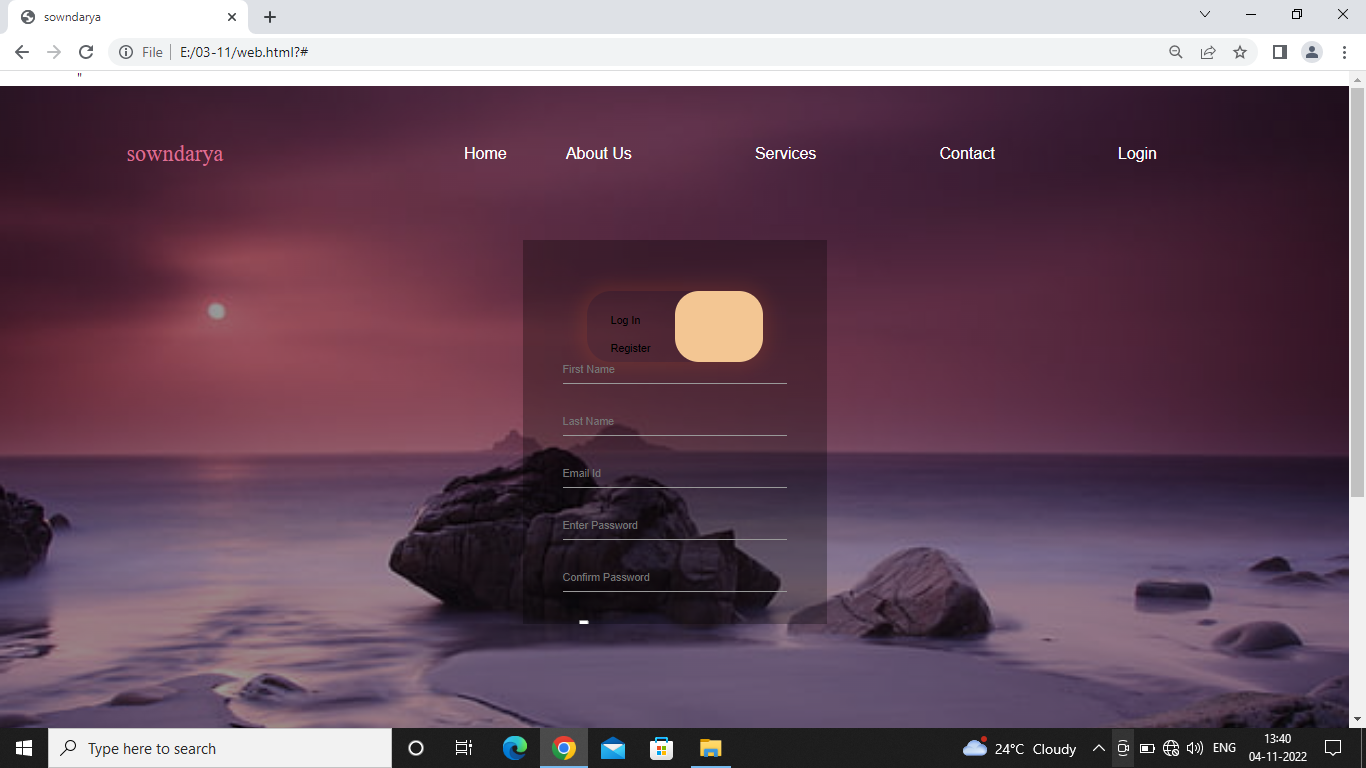 sowndarya
File E:/03-11/web.html?#
"
sowndarya Home About Us Services Contact Login
Log In
Register
First Name
Last Name
Email Id
Enter Password
Confirm Password
Type here to search
24°C Cloudy
ENG
13:40
04-11-2022